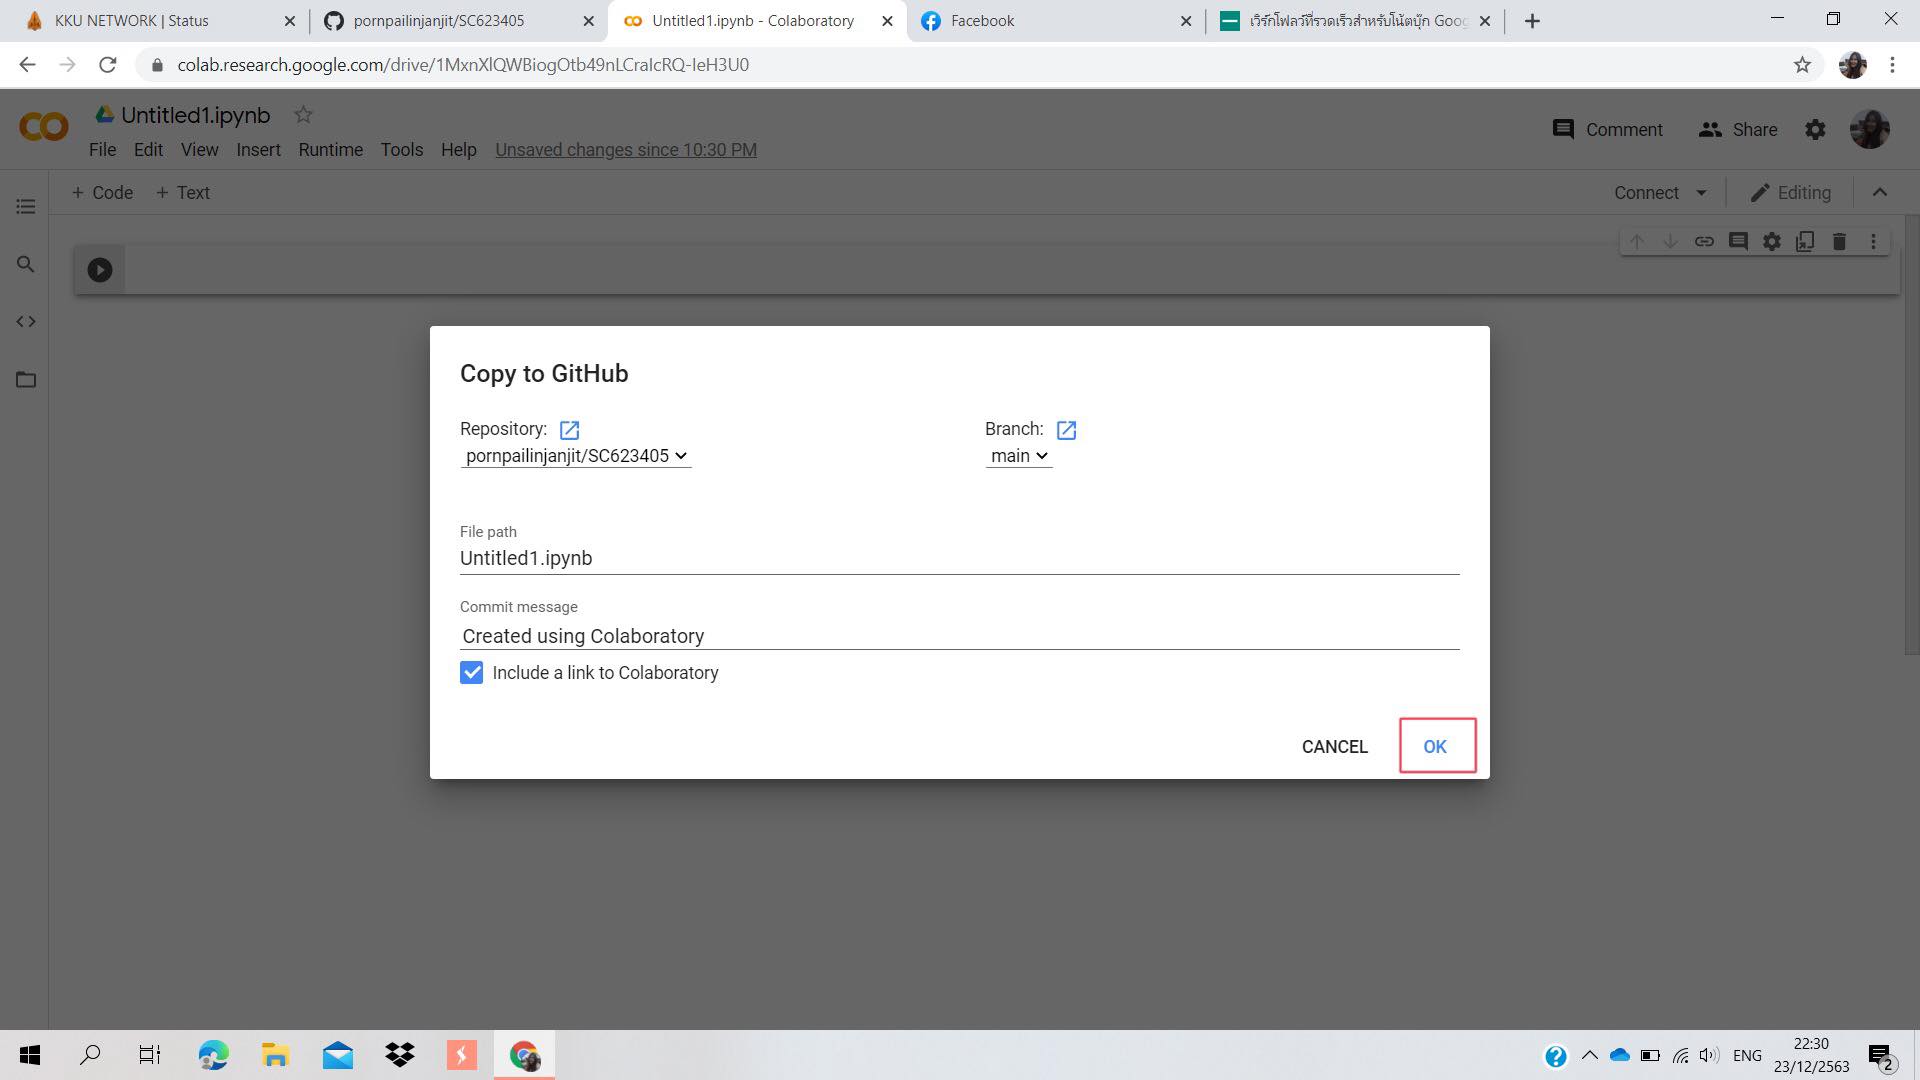 KKU NETWORK | Status
pornpailinjanjit/SC623405
Untitled1.ipynb - Colaboratory
Facebook
เวิร์กโฟลว์ที่รวดเร็วสำหรับโน้ตบุ๊ก Goog
colab.research.google.com/drive/1MxnXlQWBiogOtb49nLCraIcRQ-IeH3U0
Untitled1.ipynb
Comment
Share
File Edit View Insert Runtime Tools Help Unsaved changes since 10:30 PM
+ Code + Text
Connect
Editing
Copy to GitHub
Repository:
Branch:
pornpailinjanjit/SC623405
main
File path
Untitled1.ipynb
Commit message
Created using Colaboratory
Include a link to Colaboratory
CANCEL
OK
ENG
22:30
23/12/2563
2